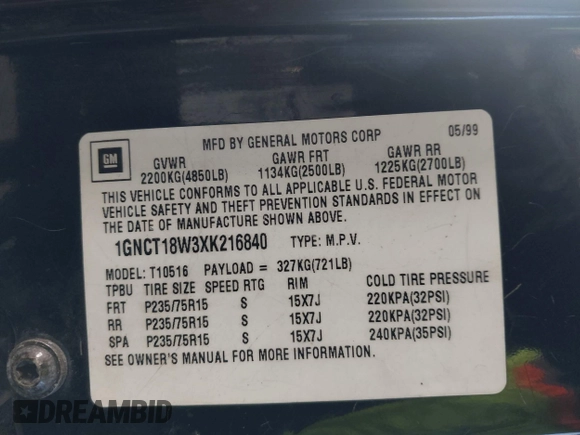 MFD BY GENERAL MOTORS CORP 05/99
GM
GVWR GAWR FRT GAWR RR
2200KG(4850LB) 1134KG(2500LB) 1225KG(2700LB)
THIS VEHICLE CONFORMS TO ALL APPLICABLE U.S. FEDERAL MOTOR
VEHICLE SAFETY AND THEFT PREVENTION STANDARDS IN EFFECT ON
THE DATE OF MANUFACTURE SHOWN ABOVE.
1GNCT18W3XK216840 TYPE: M.P.V.
MODEL: T10516 PAYLOAD = 327KG(721LB)
TPBU TIRE SIZE SPEED RTG RIM COLD TIRE PRESSURE
FRT P235/75R15 S 15X7J 220KPA(32PSI)
RR P235/75R15 S 15X7J 220KPA(32PSI)
SPA P235/75R15 S 15X7J 240KPA(35PSI)
SEE OWNER'S MANUAL FOR MORE INFORMATION.
DREAMBID